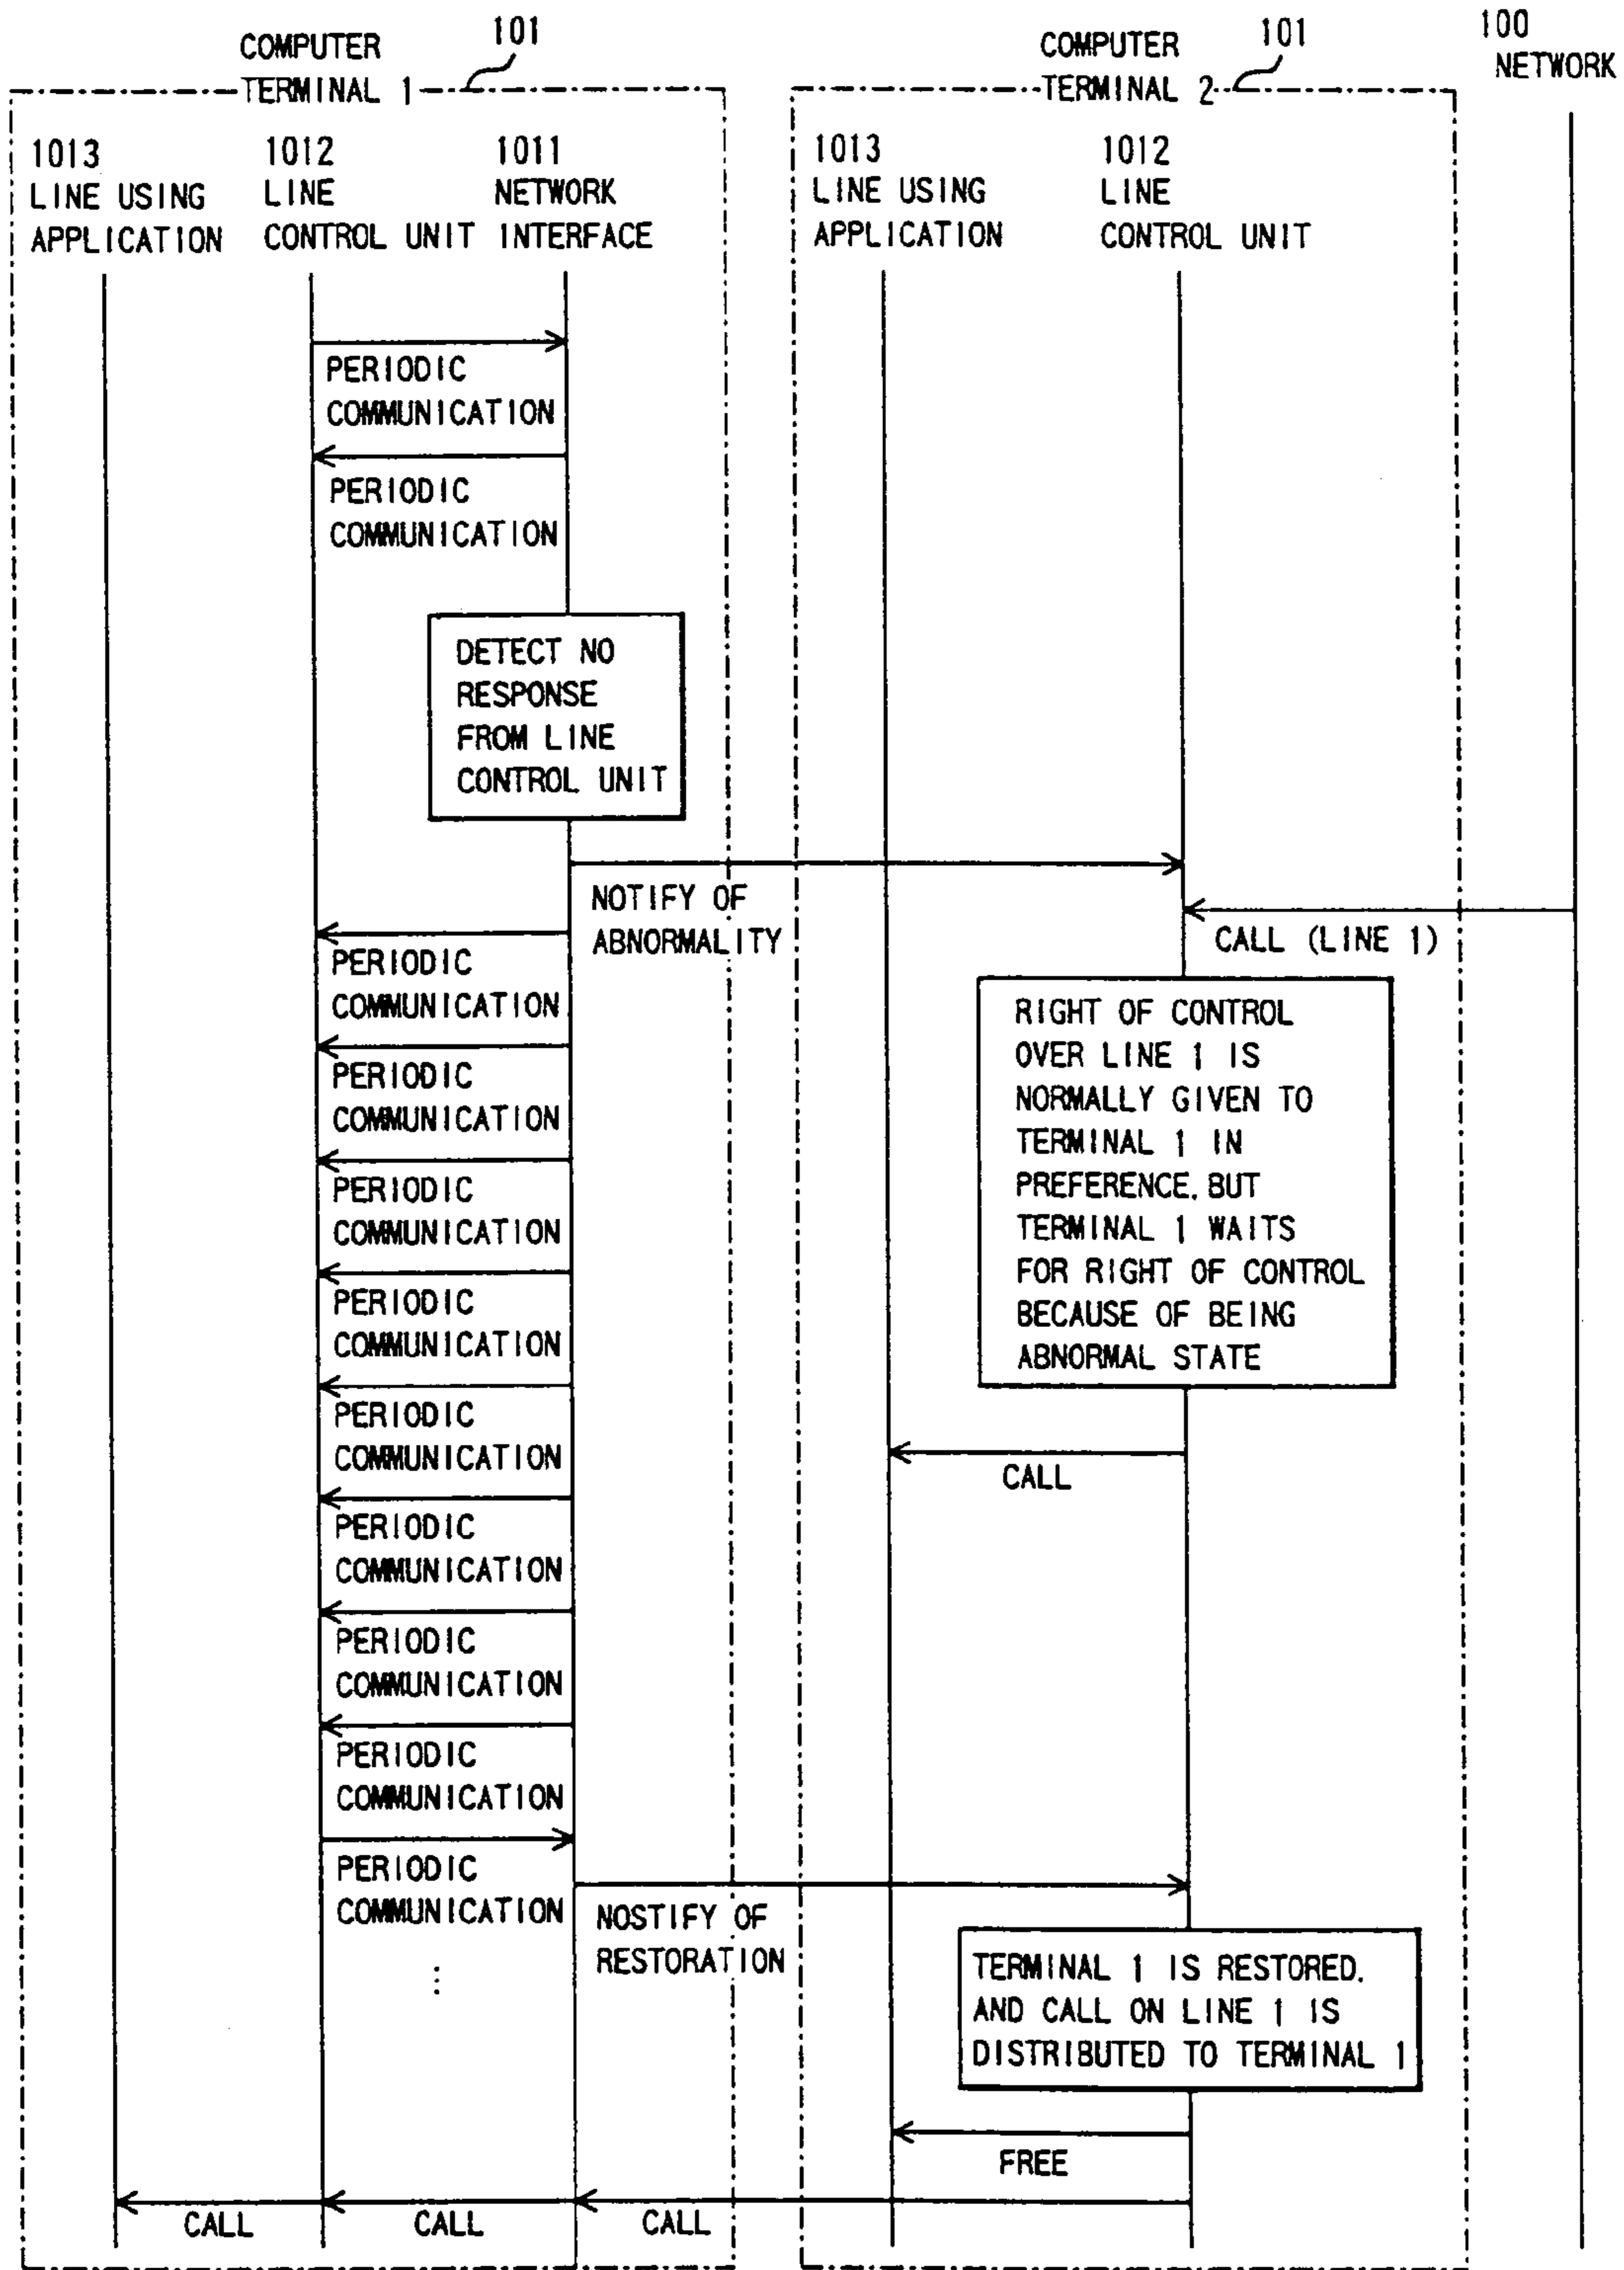 COMPUTER
TERMINAL 1
101
COMPUTER
TERMINAL 2
101
100
NETWORK
1013
LINE USING
APPLICATION
1012
LINE
CONTROL UNIT
1011
NETWORK
INTERFACE
1013
LINE USING
APPLICATION
1012
LINE
CONTROL UNIT
PERIODIC
COMMUNICATION
PERIODIC
COMMUNICATION
DETECT NO
RESPONSE
FROM LINE
CONTROL UNIT
NOTIFY OF
ABNORMALITY
CALL (LINE 1)
PERIODIC
COMMUNICATION
PERIODIC
COMMUNICATION
PERIODIC
COMMUNICATION
PERIODIC
COMMUNICATION
RIGHT OF CONTROL
OVER LINE 1 IS
NORMALLY GIVEN TO
TERMINAL 1 IN
PREFERENCE, BUT
TERMINAL 1 WAITS
FOR RIGHT OF CONTROL
BECAUSE OF BEING
ABNORMAL STATE
PERIODIC
COMMUNICATION
CALL
PERIODIC
COMMUNICATION
PERIODIC
COMMUNICATION
PERIODIC
COMMUNICATION
PERIODIC
COMMUNICATION
NOSTIFY OF
RESTORATION
TERMINAL 1 IS RESTORED,
AND CALL ON LINE 1 IS
DISTRIBUTED TO TERMINAL 1
FREE
CALL
CALL
CALL